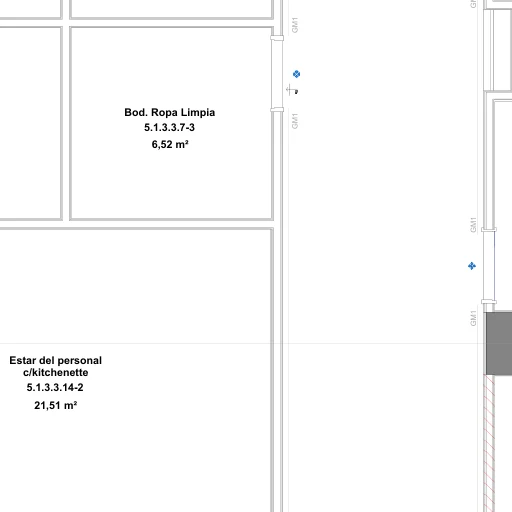 GM1
Bod. Ropa Limpia
5.1.3.3.7-3
6,52 m²
GM1
GM1
GM1
Estar del personal
c/kitchenette
5.1.3.3.14-2
21,51 m²